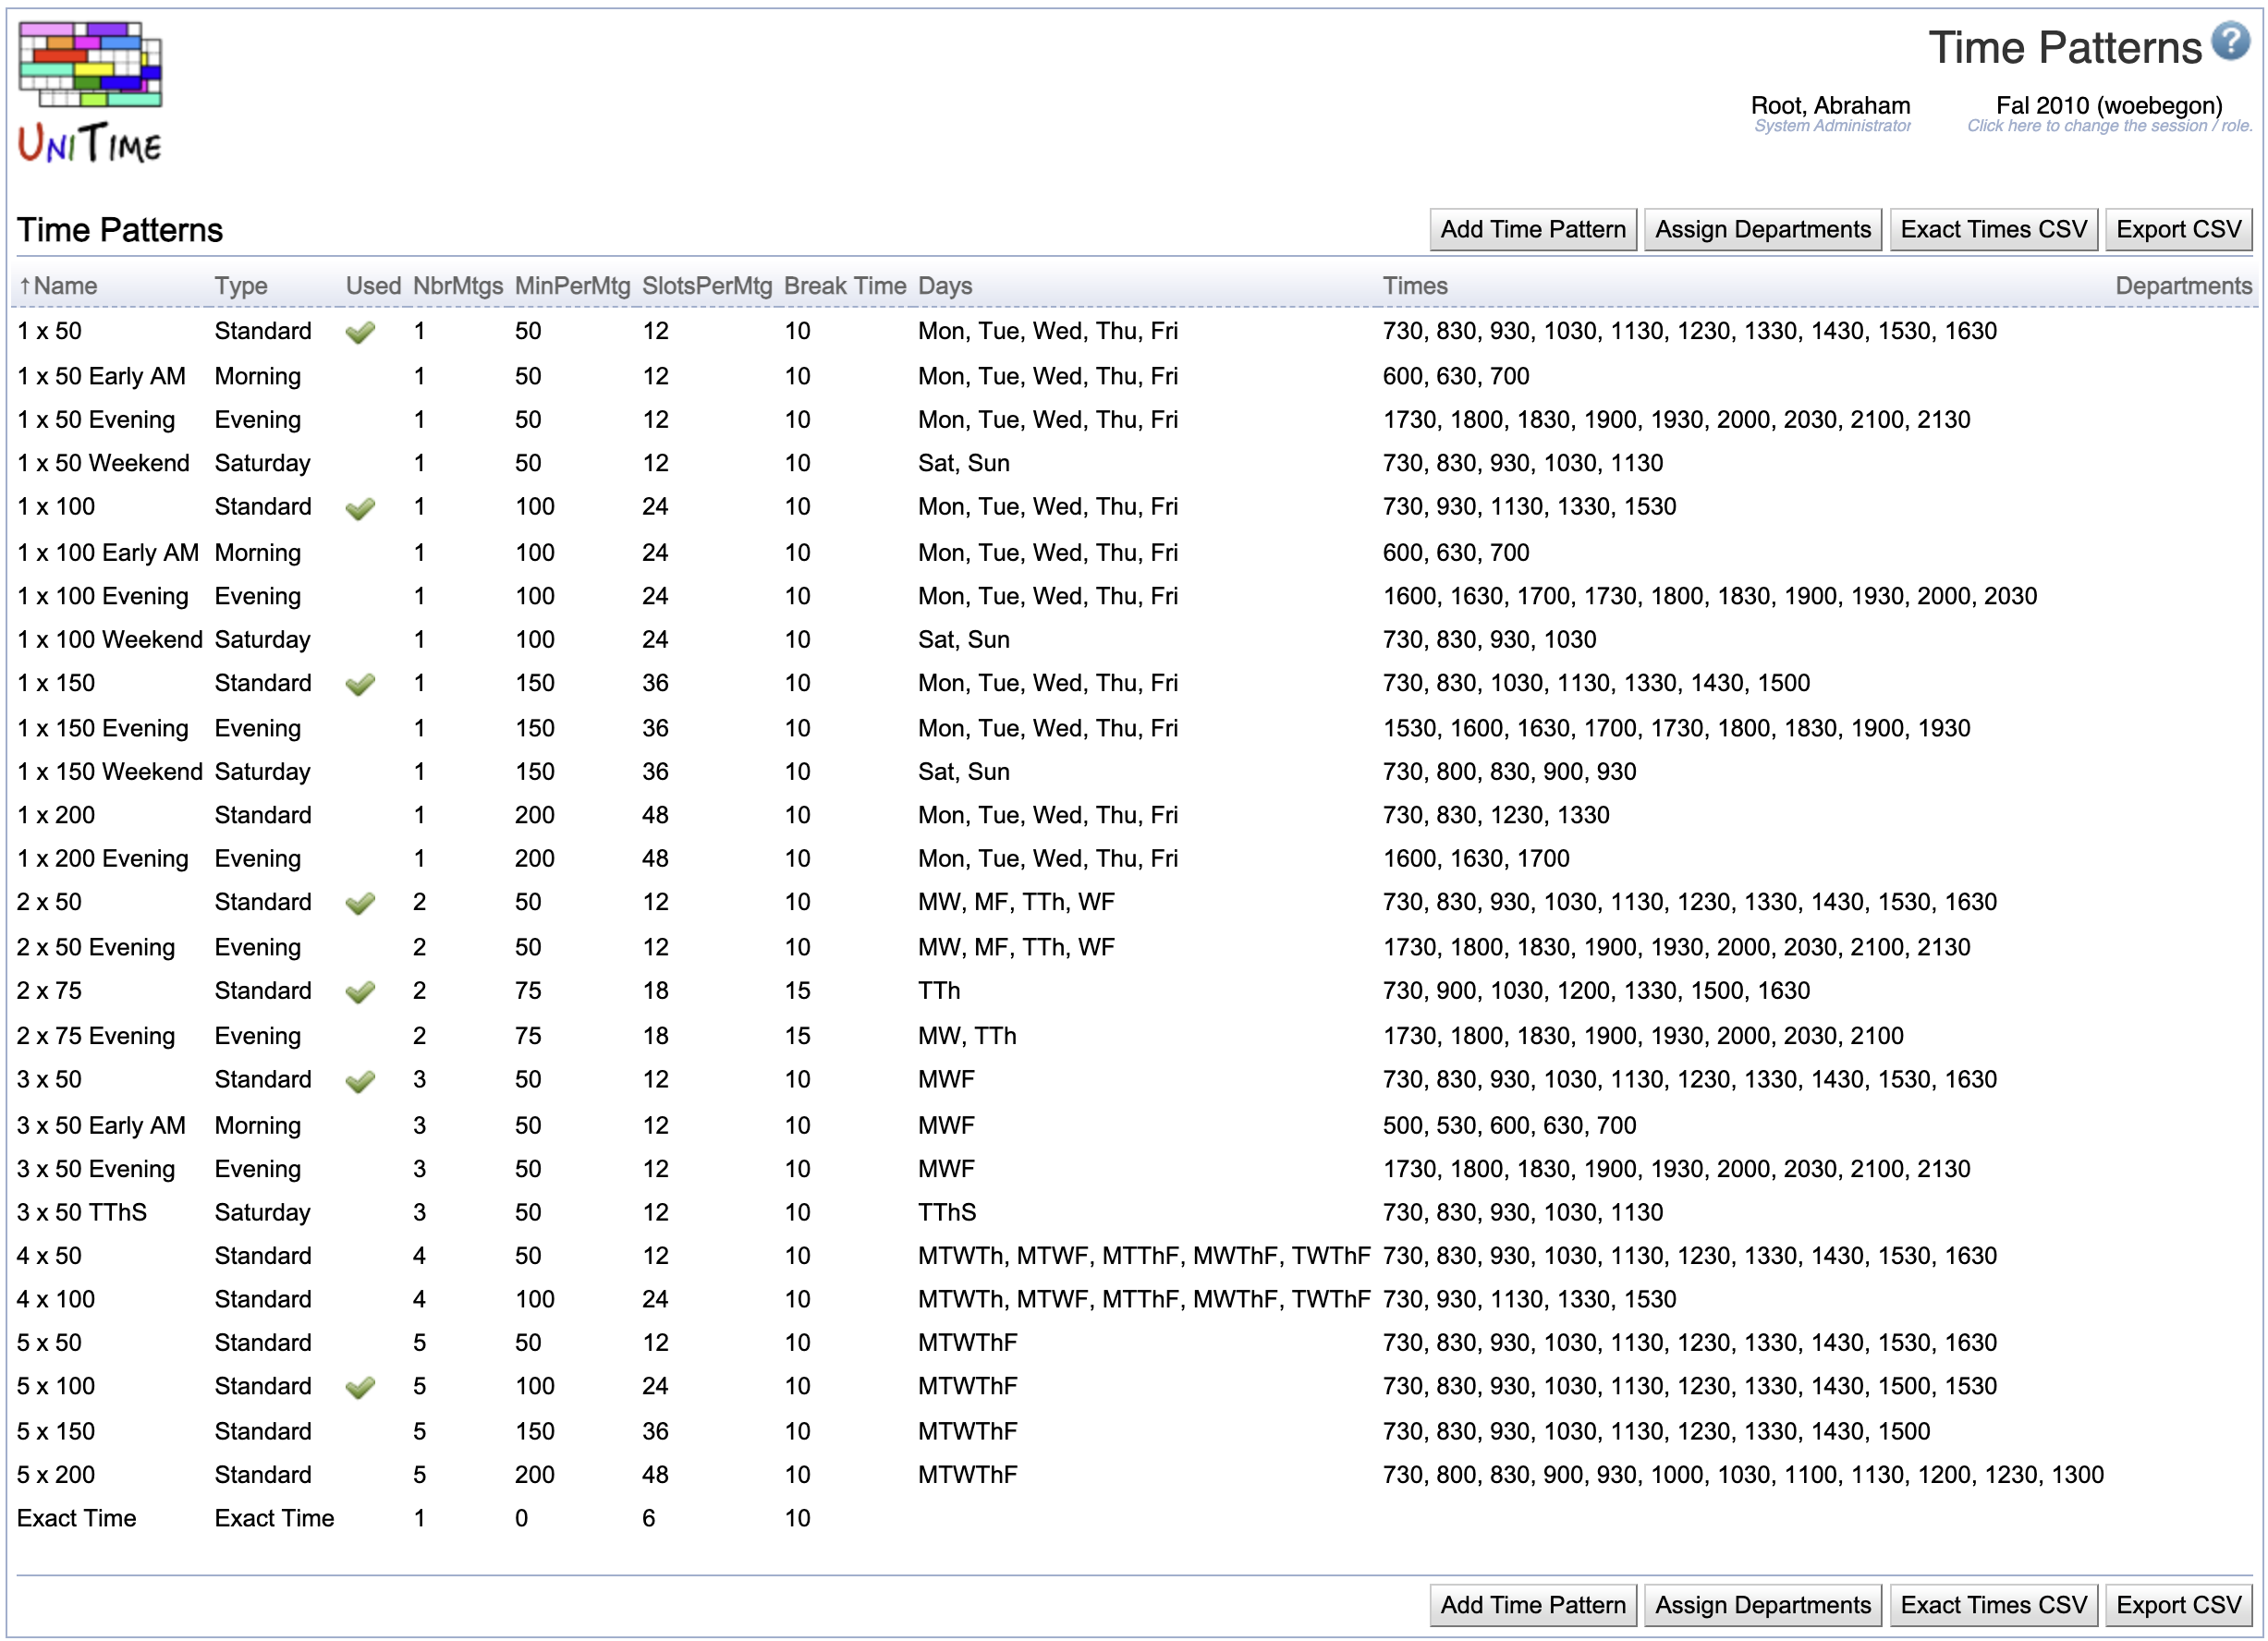 UniTime
Time Patterns
Root, Abraham
System Administrator
Fal 2010 (woebegon)
Click here to change the session / role.
Time Patterns
Add Time Pattern Assign Departments Exact Times CSV Export CSV
↑Name Type Used NbrMtgs MinPerMtg SlotsPerMtg Break Time Days Times Departments
1 x 50 Standard 1 50 12 10 Mon, Tue, Wed, Thu, Fri 730, 830, 930, 1030, 1130, 1230, 1330, 1430, 1530, 1630
1 x 50 Early AM Morning 1 50 12 10 Mon, Tue, Wed, Thu, Fri 600, 630, 700
1 x 50 Evening Evening 1 50 12 10 Mon, Tue, Wed, Thu, Fri 1730, 1800, 1830, 1900, 1930, 2000, 2030, 2100, 2130
1 x 50 Weekend Saturday 1 50 12 10 Sat, Sun 730, 830, 930, 1030, 1130
1 x 100 Standard 1 100 24 10 Mon, Tue, Wed, Thu, Fri 730, 930, 1130, 1330, 1530
1 x 100 Early AM Morning 1 100 24 10 Mon, Tue, Wed, Thu, Fri 600, 630, 700
1 x 100 Evening Evening 1 100 24 10 Mon, Tue, Wed, Thu, Fri 1600, 1630, 1700, 1730, 1800, 1830, 1900, 1930, 2000, 2030
1 x 100 Weekend Saturday 1 100 24 10 Sat, Sun 730, 830, 930, 1030
1 x 150 Standard 1 150 36 10 Mon, Tue, Wed, Thu, Fri 730, 830, 1030, 1130, 1330, 1430, 1500
1 x 150 Evening Evening 1 150 36 10 Mon, Tue, Wed, Thu, Fri 1530, 1600, 1630, 1700, 1730, 1800, 1830, 1900, 1930
1 x 150 Weekend Saturday 1 150 36 10 Sat, Sun 730, 800, 830, 900, 930
1 x 200 Standard 1 200 48 10 Mon, Tue, Wed, Thu, Fri 730, 830, 1230, 1330
1 x 200 Evening Evening 1 200 48 10 Mon, Tue, Wed, Thu, Fri 1600, 1630, 1700
2 x 50 Standard 2 50 12 10 MW, MF, TTh, WF 730, 830, 930, 1030, 1130, 1230, 1330, 1430, 1530, 1630
2 x 50 Evening Evening 2 50 12 10 MW, MF, TTh, WF 1730, 1800, 1830, 1900, 1930, 2000, 2030, 2100, 2130
2 x 75 Standard 2 75 18 15 TTh 730, 900, 1030, 1200, 1330, 1500, 1630
2 x 75 Evening Evening 2 75 18 15 MW, TTh 1730, 1800, 1830, 1900, 1930, 2000, 2030, 2100
3 x 50 Standard 3 50 12 10 MWF 730, 830, 930, 1030, 1130, 1230, 1330, 1430, 1530, 1630
3 x 50 Early AM Morning 3 50 12 10 MWF 500, 530, 600, 630, 700
3 x 50 Evening Evening 3 50 12 10 MWF 1730, 1800, 1830, 1900, 1930, 2000, 2030, 2100, 2130
3 x 50 TThS Saturday 3 50 12 10 TThS 730, 830, 930, 1030, 1130
4 x 50 Standard 4 50 12 10 MTWTh, MTWF, MTThF, MWThF, TWThF 730, 830, 930, 1030, 1130, 1230, 1330, 1430, 1530, 1630
4 x 100 Standard 4 100 24 10 MTWTh, MTWF, MTThF, MWThF, TWThF 730, 930, 1130, 1330, 1530
5 x 50 Standard 5 50 12 10 MTWThF 730, 830, 930, 1030, 1130, 1230, 1330, 1430, 1530, 1630
5 x 100 Standard 5 100 24 10 MTWThF 730, 830, 930, 1030, 1130, 1230, 1330, 1430, 1500, 1530
5 x 150 Standard 5 150 36 10 MTWThF 730, 830, 930, 1030, 1130, 1230, 1330, 1430, 1500
5 x 200 Standard 5 200 48 10 MTWThF 730, 800, 830, 900, 930, 1000, 1030, 1100, 1130, 1200, 1230, 1300
Exact Time Exact Time 1 0 6 10
Add Time Pattern Assign Departments Exact Times CSV Export CSV